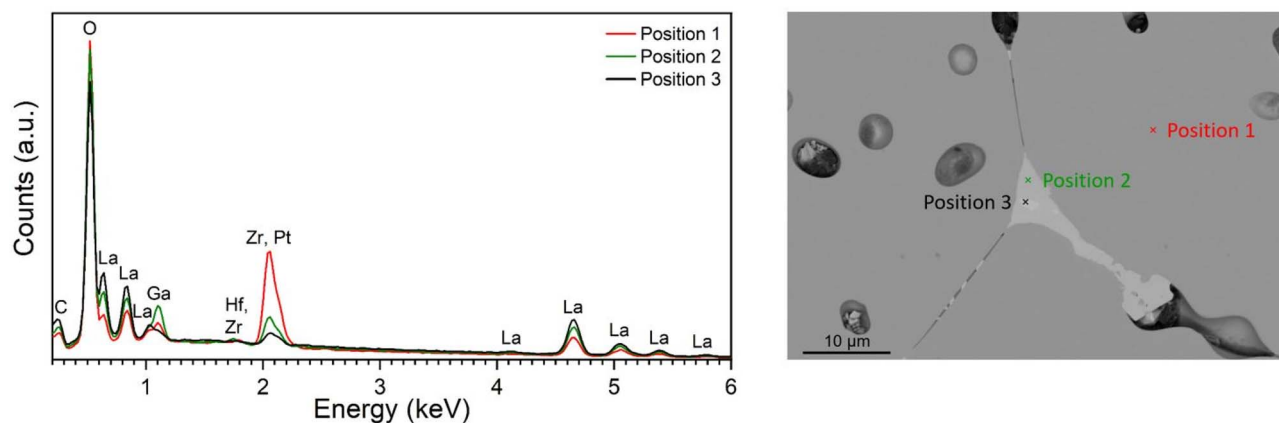 Counts (a.u.)
O
C
La
La
La
Ga
Hf,
Zr
Zr, Pt
La
La
La
La
La
Position 1
Position 2
Position 3
1
2
3
4
5
6
Energy (keV)
Position 1
Position 2
Position 3
10 µm